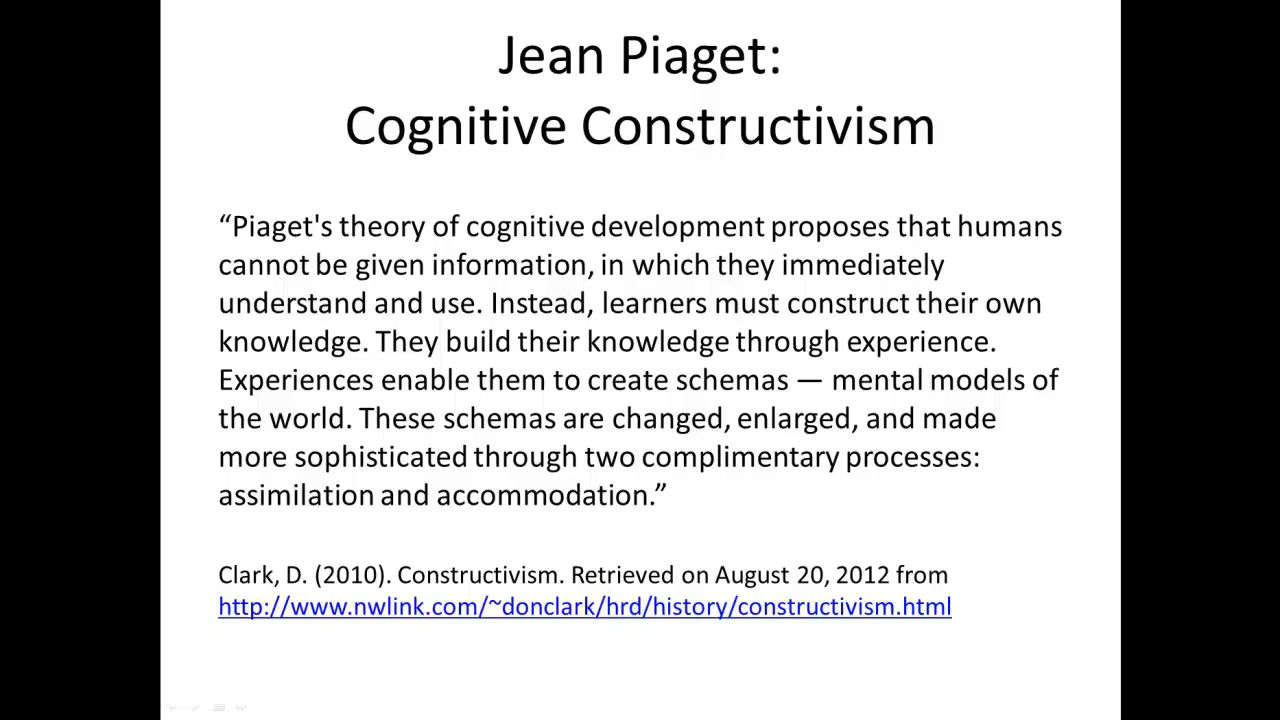 Jean Piaget:
Cognitive Constructivism
“Piaget's theory of cognitive development proposes that humans
cannot be given information, in which they immediately
understand and use. Instead, learners must construct their own
knowledge. They build their knowledge through experience.
Experiences enable them to create schemas — mental models of
the world. These schemas are changed, enlarged, and made
more sophisticated through two complimentary processes:
assimilation and accommodation.”
Clark, D. (2010). Constructivism. Retrieved on August 20, 2012 from
http://www.nwlink.com/~donclark/hrd/history/constructivism.html